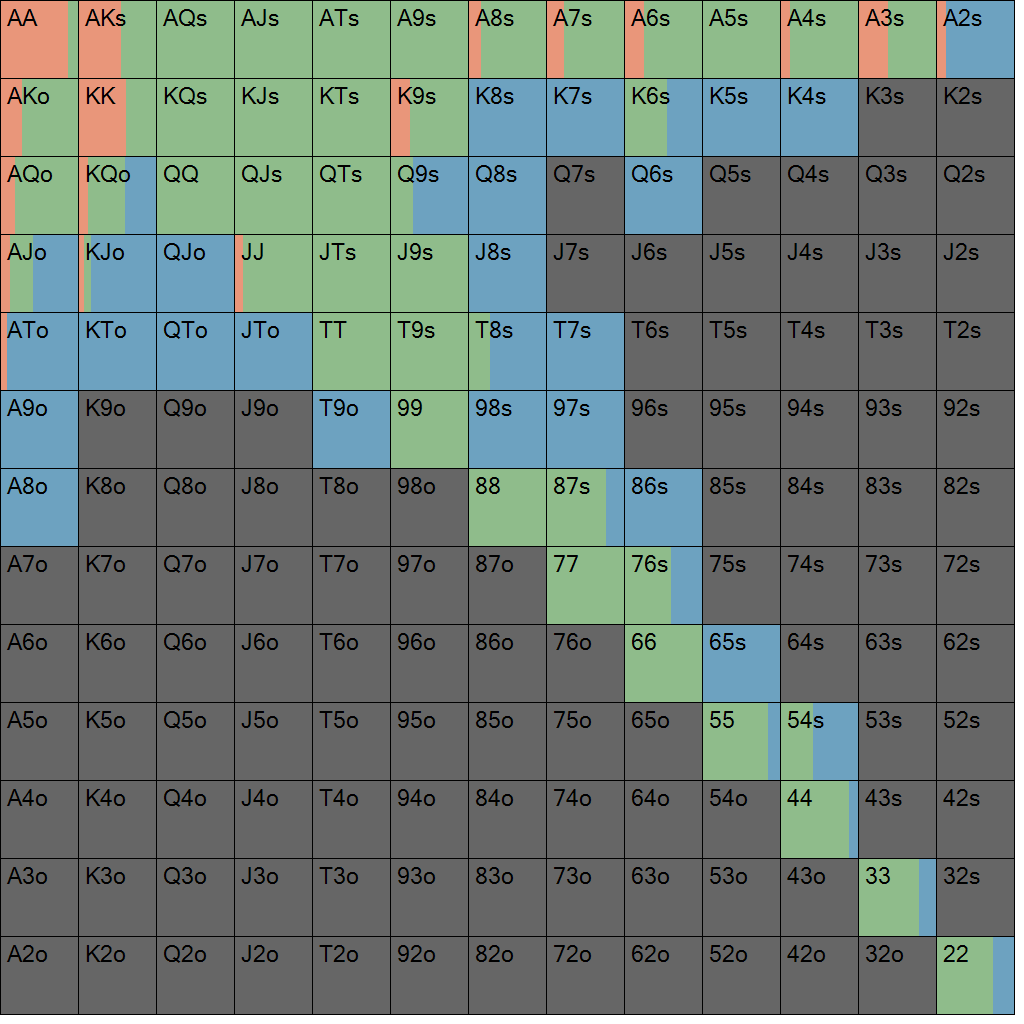 AA AKs AQs AJs ATs A9s A8s A7s A6s A5s A4s A3s A2s
AKo KK KQs KJs KTs K9s K8s K7s K6s K5s K4s K3s K2s
AQo KQo QQ QJs QTs Q9s Q8s Q7s Q6s Q5s Q4s Q3s Q2s
AJo KJo QJo JJ JTs J9s J8s J7s J6s J5s J4s J3s J2s
ATo KTo QTo JTo TT T9s T8s T7s T6s T5s T4s T3s T2s
A9o K9o Q9o J9o T9o 99 98s 97s 96s 95s 94s 93s 92s
A8o K8o Q8o J8o T8o 98o 88 87s 86s 85s 84s 83s 82s
A7o K7o Q7o J7o T7o 97o 87o 77 76s 75s 74s 73s 72s
A6o K6o Q6o J6o T6o 96o 86o 76o 66 65s 64s 63s 62s
A5o K5o Q5o J5o T5o 95o 85o 75o 65o 55 54s 53s 52s
A4o K4o Q4o J4o T4o 94o 84o 74o 64o 54o 44 43s 42s
A3o K3o Q3o J3o T3o 93o 83o 73o 63o 53o 43o 33 32s
A2o K2o Q2o J2o T2o 92o 82o 72o 62o 52o 42o 32o 22